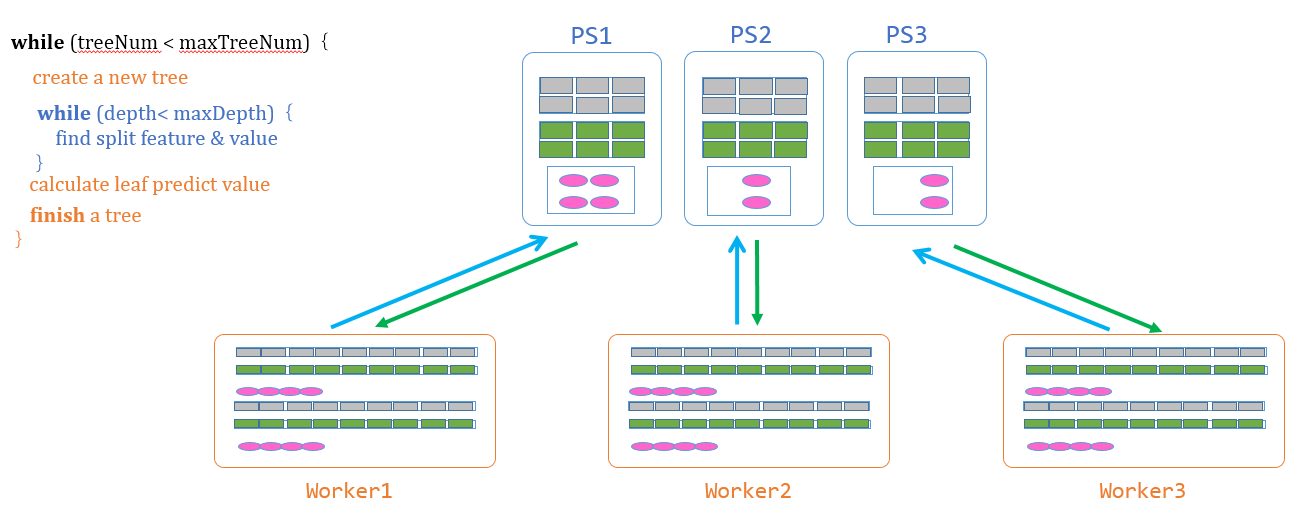 while (treeNum < maxTreeNum) {
create a new tree
while (depth< maxDepth) {
find split feature & value
}
calculate leaf predict value
finish a tree
}
PS1
PS2
PS3
Worker1
Worker2
Worker3